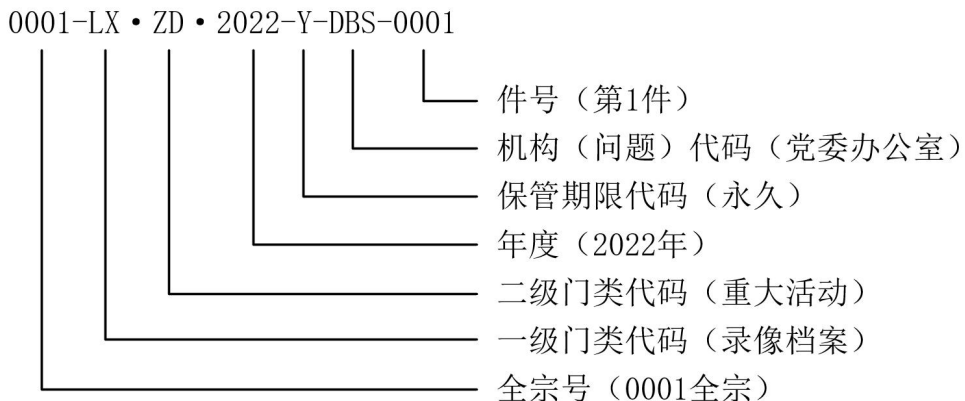 0001-LX·ZD·2022-Y-DBS-0001
件号（第1件）
机构（问题）代码（党委办公室）
保管期限代码（永久）
年度（2022年）
二级门类代码（重大活动）
一级门类代码（录像档案）
全宗号（0001全宗）